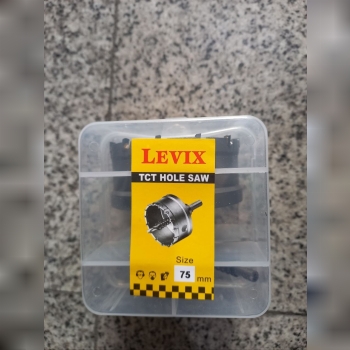 LEVIX
TCT HOLE SAW
Size
75 mm